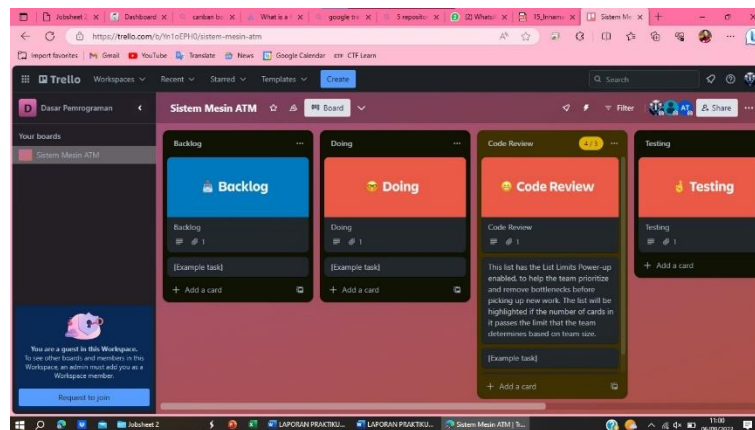 Jobsheet 2
Dashboard
What is a
google tra
5 repositor
(2) Whats
15_Innama
Sistem Me
https://trello.com/b/Yn1oEPH0/sistem-mesin-atm
Import favorites
Gmail
YouTube
Translate
News
Google Calendar
CTF Learn
Trello
Workspaces
Recent
Starred
Templates
Create
Search
D
Dasar Pemrograman
Sistem Mesin ATM
Board
Filter
AT
Share
Your boards
Sistem Mesin ATM
Backlog
Backlog
Backlog
1
[Example task]
+ Add a card
Doing
Doing
Doing
1
[Example task]
+ Add a card
Code Review
4/3
Code Review
Code Review
1
This list has the List Limits Power-up
enabled, to help the team prioritize
and remove bottlenecks before
picking up new work. The list will be
highlighted if the number of cards in
it passes the limit that the team
determines based on team size.
[Example task]
+ Add a card
Testing
Testing
Testing
1
+ Add a card
You are a guest in this Workspace.
To see other boards and members in this
Workspace, an admin must add you as a
Workspace member.
Request to join
Jobsheet 2
LAPORAN PRAKTIKU...
LAPORAN PRAKTIKU...
Sistem Mesin ATM | Tr...
11:00